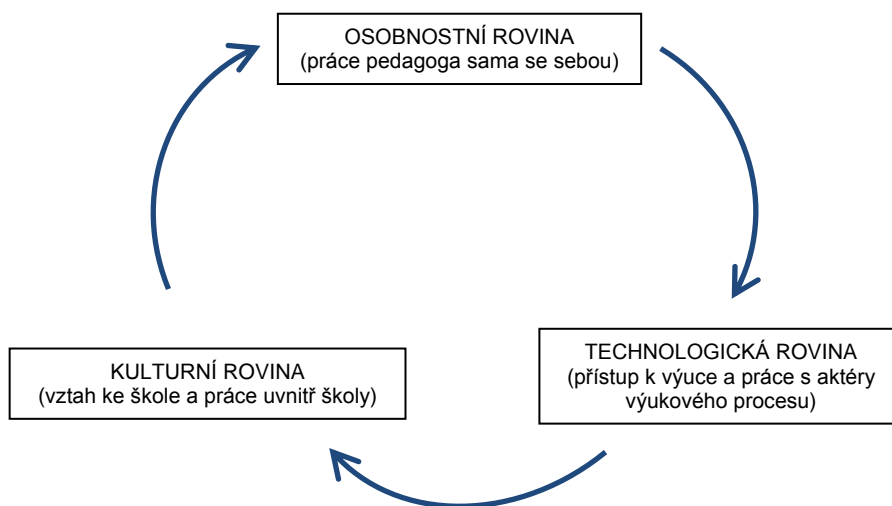 OSOBNOSTNÍ ROVINA
(práce pedagoga sama se sebou)
KULTURNÍ ROVINA
(vztah ke škole a práce uvnitř školy)
TECHNOLOGICKÁ ROVINA
(přístup k výuce a práce s aktéry
výukového procesu)